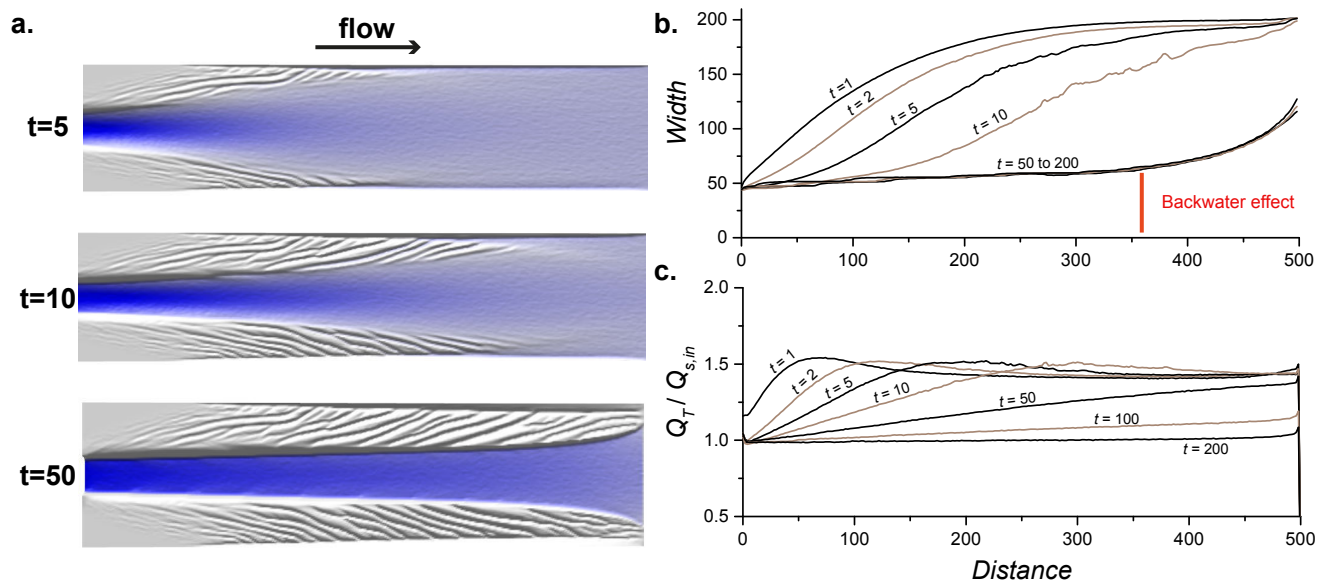 a.
flow
t=5
t=10
t=50
b.
Width
200
150
100
50
0
t =1
t = 2
t = 5
t = 10
t = 50 to 200
Backwater effect
0
100
200
300
400
500
c.
Q_T / Q_{s,in}
2.0
1.5
1.0
0.5
t = 1
t = 2
t = 5
t = 10
t = 50
t = 100
t = 200
0
100
200
300
400
500
Distance